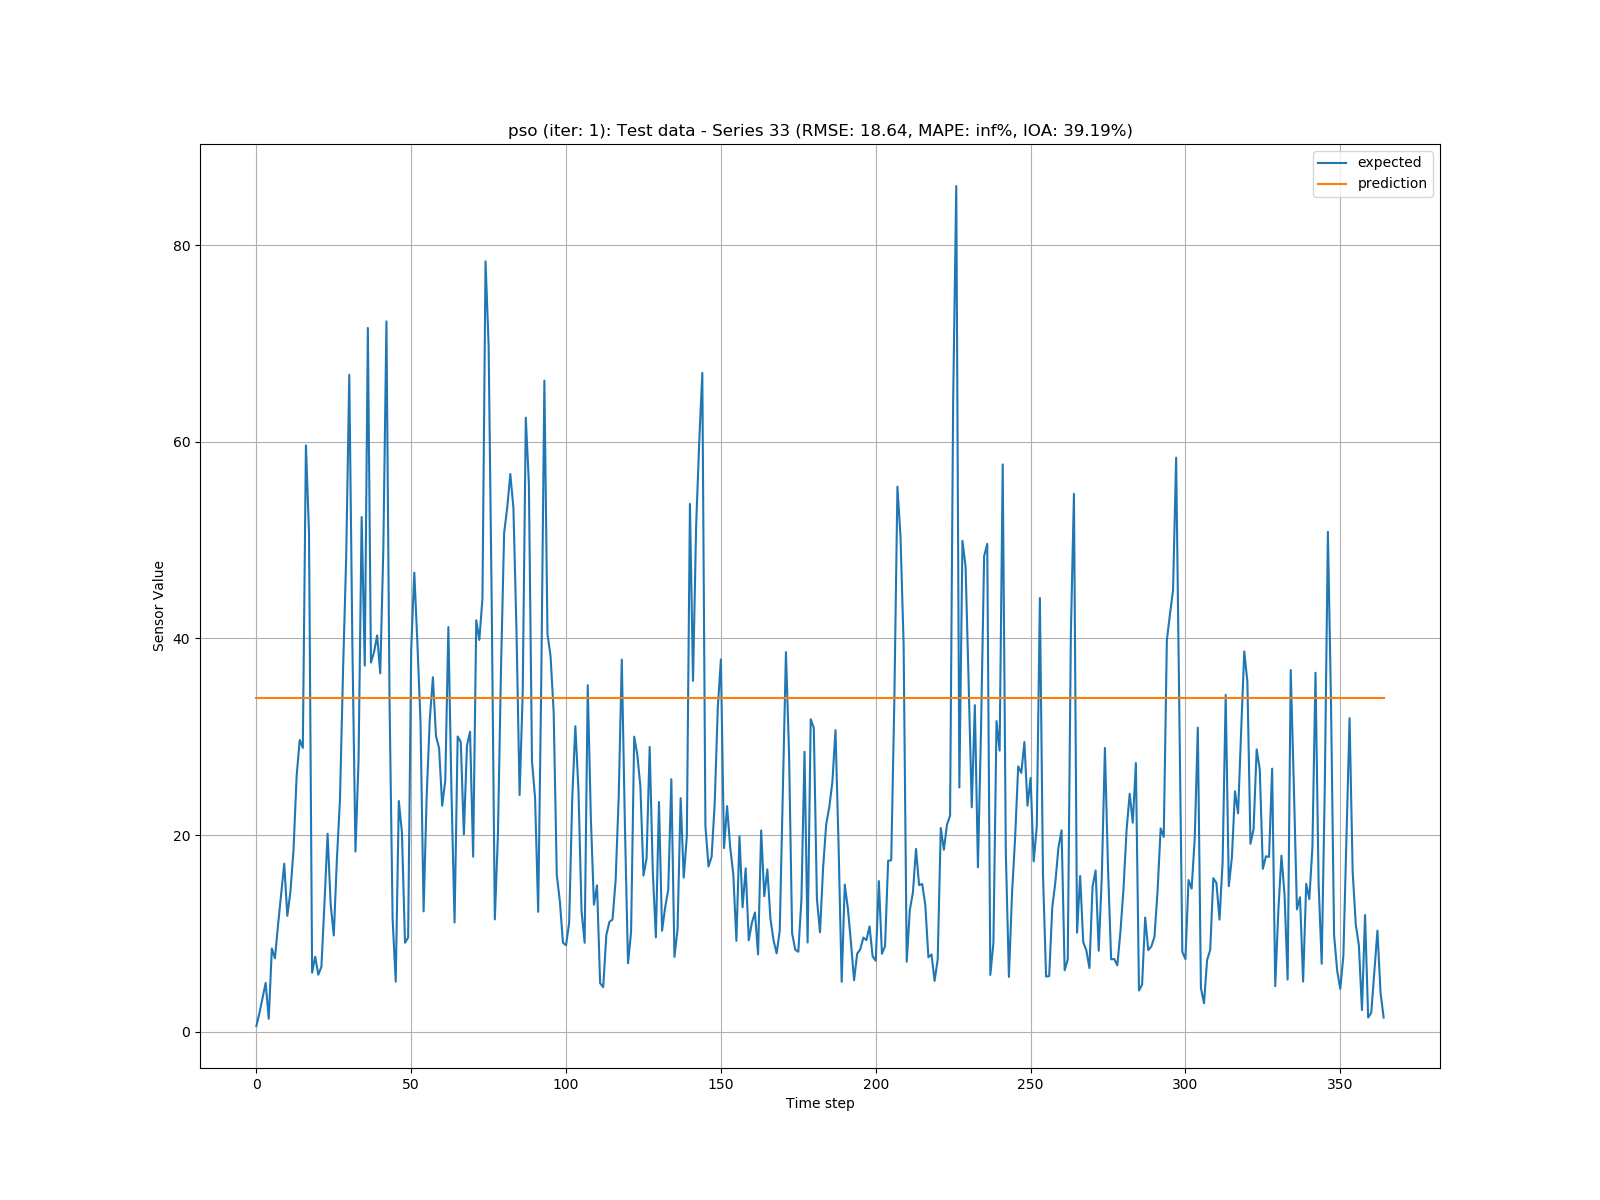 pso (iter: 1): Test data - Series 33 (RMSE: 18.64, MAPE: inf%, IOA: 39.19%)
expected
prediction
80
60
40
20
0
Sensor Value
0 50 100 150 200 250 300 350
Time step